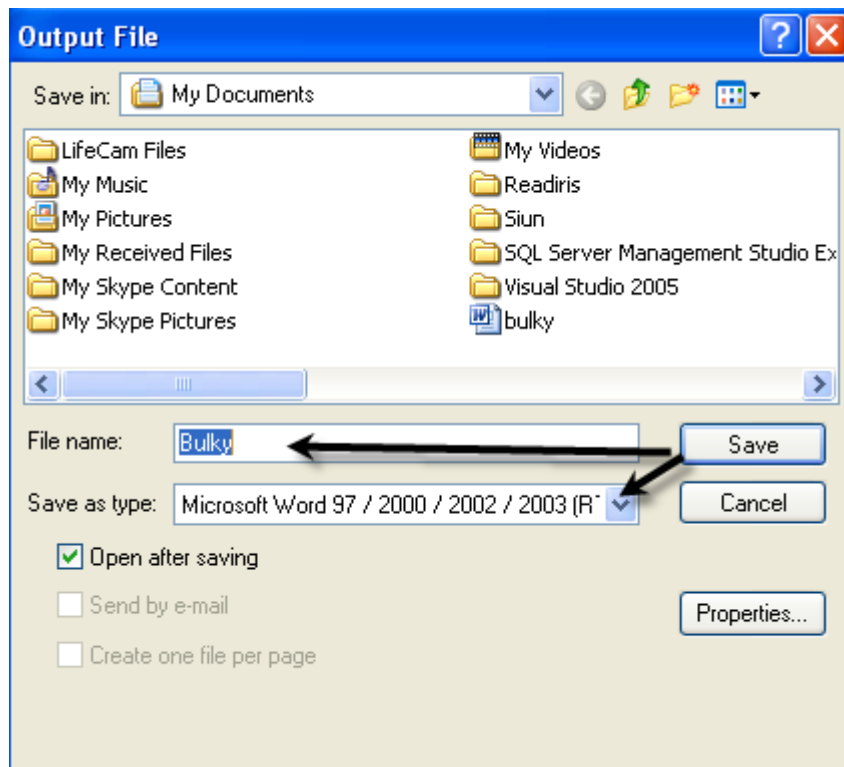 Output File
Save in: My Documents
LifeCam Files
My Music
My Pictures
My Received Files
My Skype Content
My Skype Pictures
My Videos
Readiris
Siun
SQL Server Management Studio Ex
Visual Studio 2005
bulky
File name: Bulky Save
Save as type: Microsoft Word 97 / 2000 / 2002 / 2003 (RT Cancel
Open after saving
Send by e-mail Properties...
Create one file per page